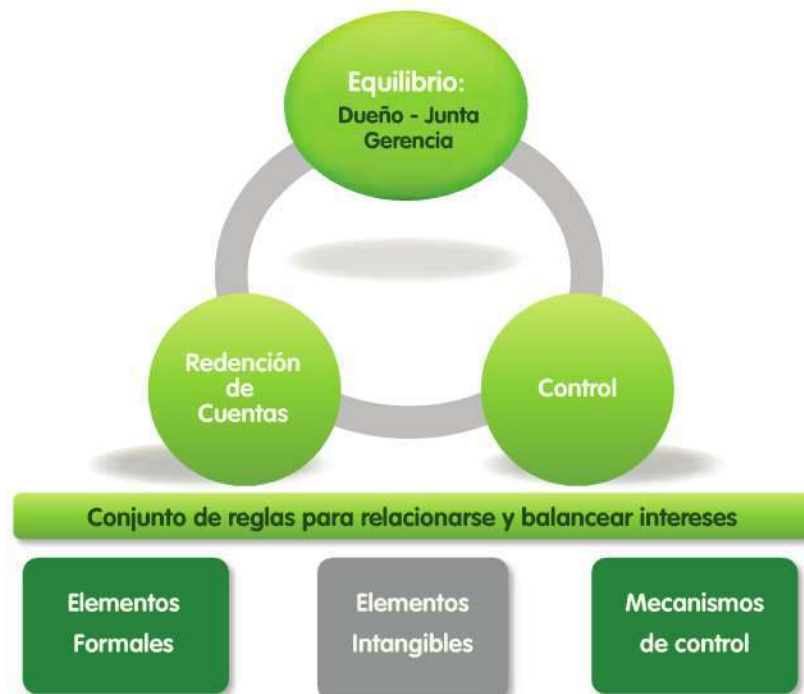 Equilibrio:
Dueño - Junta
Gerencia
Redención
de
Cuentas
Control
Conjunto de reglas para relacionarse y balancear intereses
Elementos
Formales
Elementos
Intangibles
Mecanismos
de control